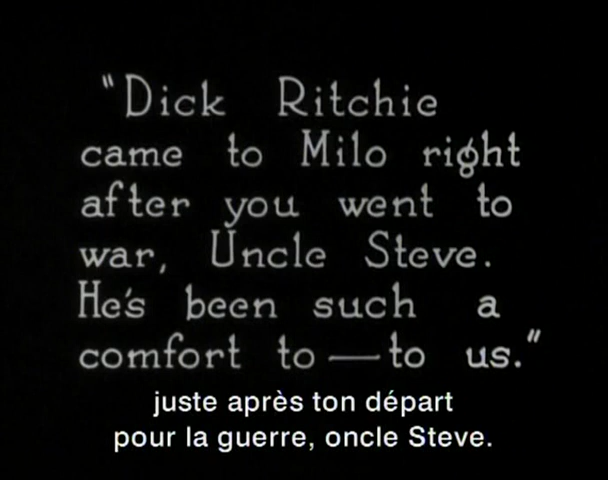 "Dick Ritchie
came to Milo right
after you went to
war, Uncle Steve.
He's been such a
comfort to — to us."
juste après ton départ
pour la guerre, oncle Steve.